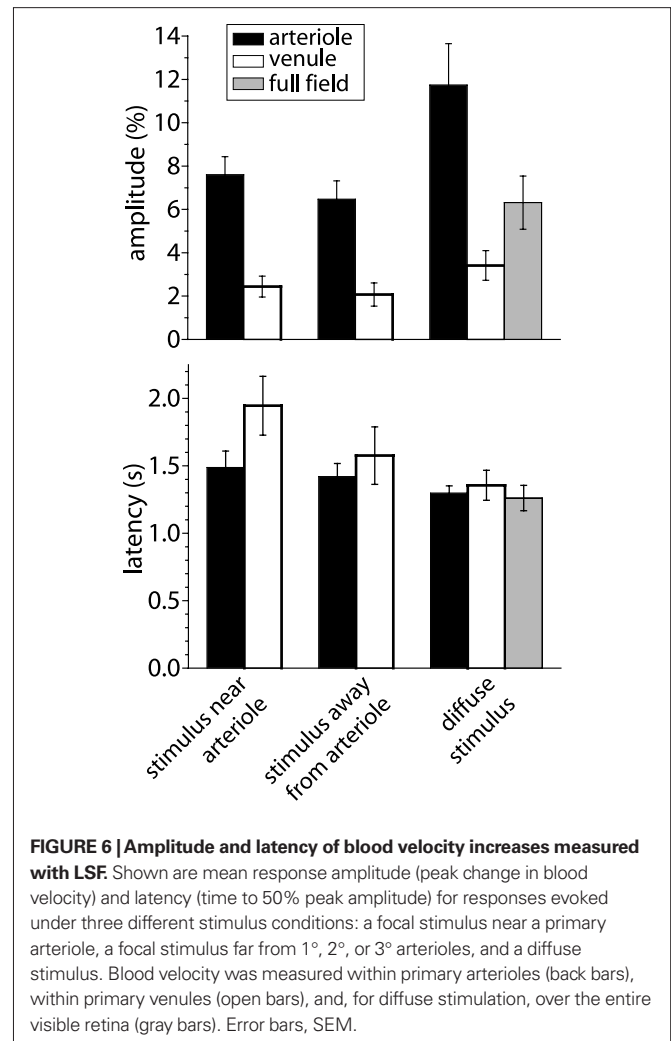 14
12
10
8
6
4
2
0
amplitude (%)
arteriole
venule
full field
2.0
1.5
1.0
0.5
0.0
latency (s)
stimulus near
arteriole
stimulus away
from arteriole
diffuse
stimulus
FIGURE 6 | Amplitude and latency of blood velocity increases measured
with LSF. Shown are mean response amplitude (peak change in blood
velocity) and latency (time to 50% peak amplitude) for responses evoked
under three different stimulus conditions: a focal stimulus near a primary
arteriole, a focal stimulus far from 1°, 2°, or 3° arterioles, and a diffuse
stimulus. Blood velocity was measured within primary arterioles (back bars),
within primary venules (open bars), and, for diffuse stimulation, over the entire
visible retina (gray bars). Error bars, SEM.